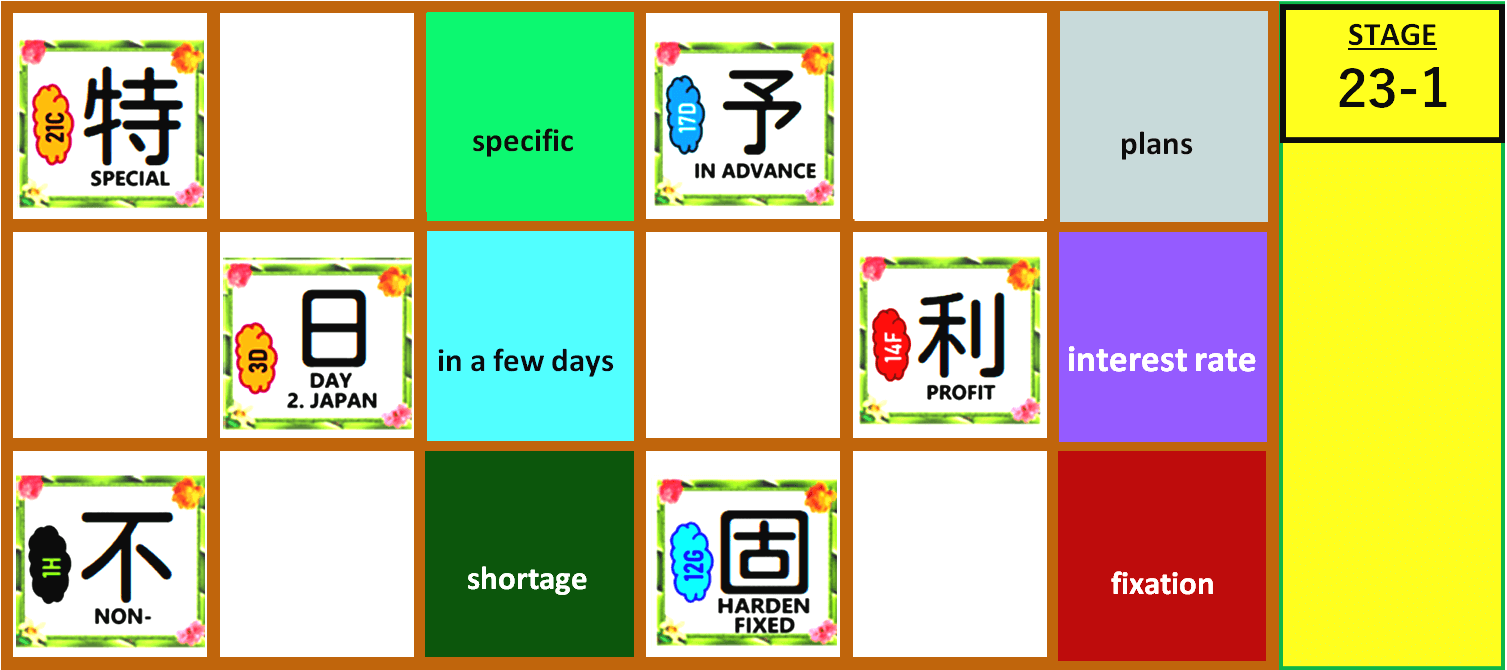 特
21C
SPECIAL
specific
予
17D
IN ADVANCE
plans
STAGE
23-1
日
3D
DAY
2. JAPAN
in a few days
利
14F
PROFIT
interest rate
不
1H
NON-
shortage
固
12G
HARDEN
FIXED
fixation